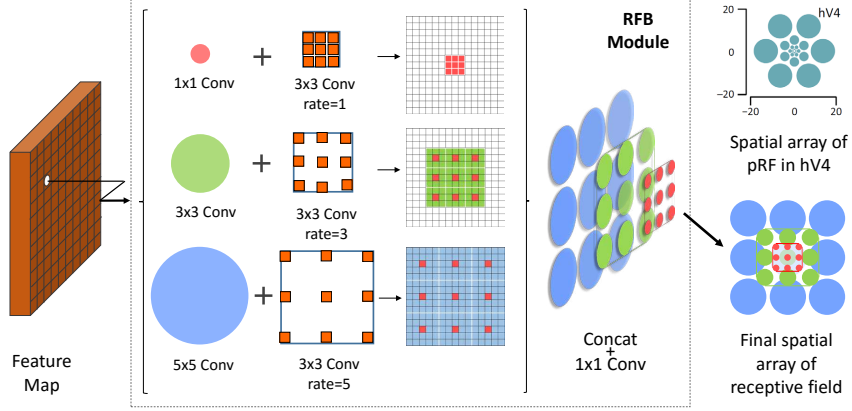 Feature
Map
1x1 Conv
+
3x3 Conv
rate=1
3x3 Conv
+
3x3 Conv
rate=3
5x5 Conv
+
3x3 Conv
rate=5
RFB
Module
Concat
+
1x1 Conv
20
0
−20
−20
0
20
hV4
Spatial array of
pRF in hV4
Final spatial
array of
receptive field